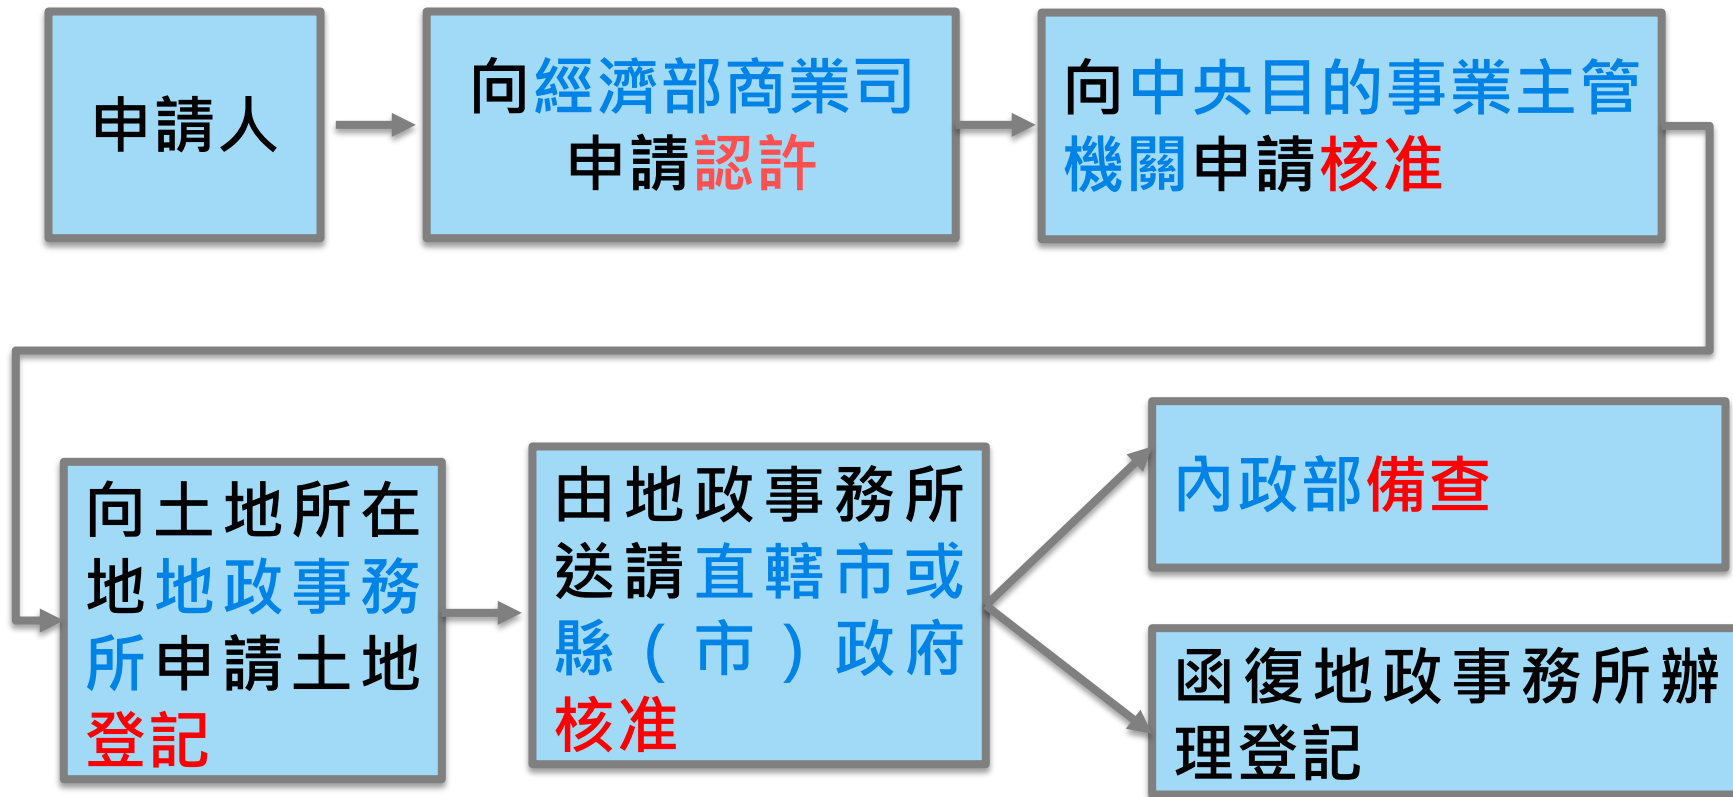 申請人
向經濟部商業司
申請認許
向中央目的事業主管
機關申請核准
向土地所在
地地政事務
所申請土地
登記
由地政事務所
送請直轄市或
縣（市）政府
核准
內政部備查
函復地政事務所辦
理登記